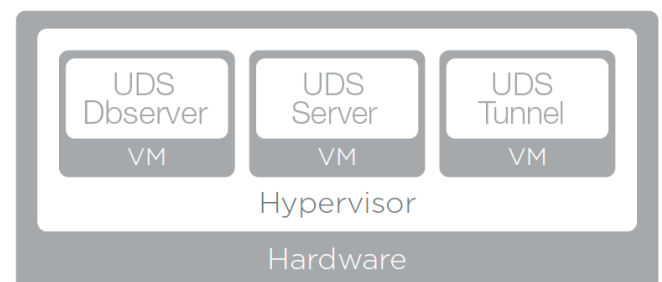 UDS
Dbserver
VM
UDS
Server
VM
UDS
Tunnel
VM
Hypervisor
Hardware